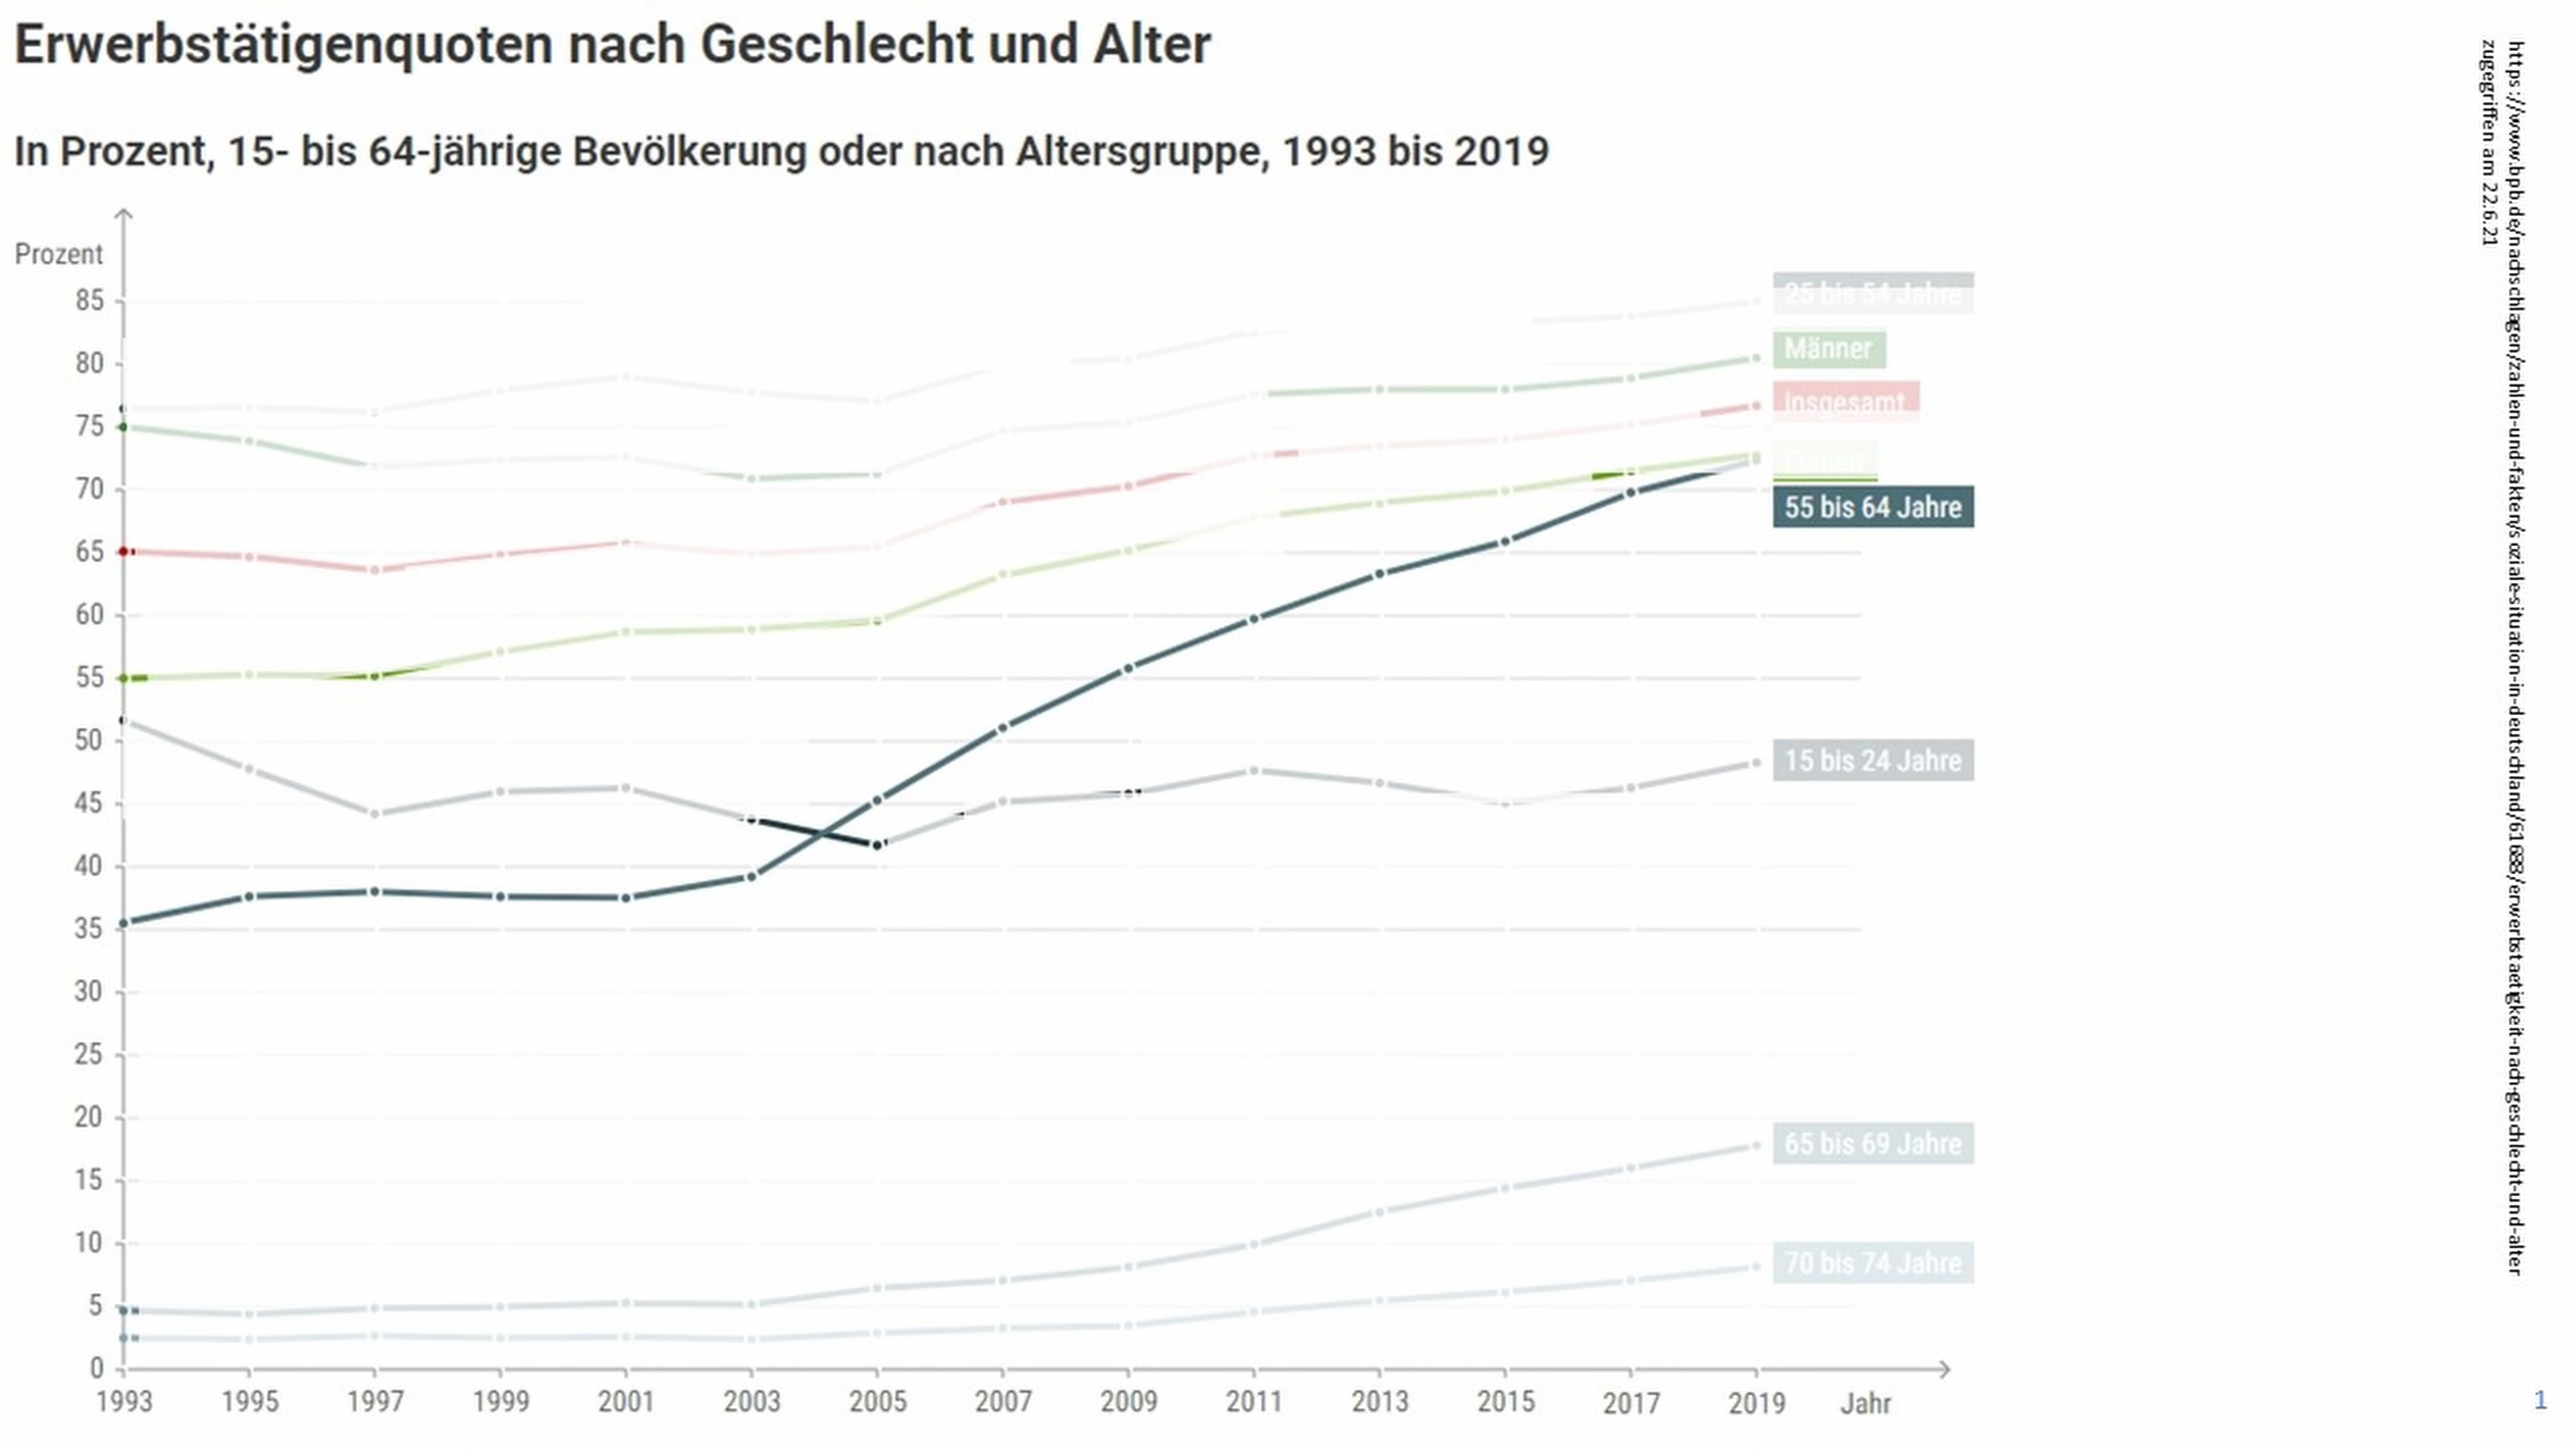 Erwerbstätigenquoten nach Geschlecht und Alter
In Prozent, 15- bis 64-jährige Bevölkerung oder nach Altersgruppe, 1993 bis 2019
Prozent
85
80
75
70
65
60
55
50
45
40
35
30
25
20
15
10
5
0
1993 1995 1997 1999 2001 2003 2005 2007 2009 2011 2013 2015 2017 2019 Jahr
25 bis 54 Jahre
Männer
Insgesamt
Frauen
55 bis 64 Jahre
15 bis 24 Jahre
65 bis 69 Jahre
70 bis 74 Jahre
https://www.bpb.de/nachschlagen/zahlen-und-fakten/soziale-situation-in-deutschland/61688/erwerbstaetigkeit-nach-geschlecht-und-alter
zugegriffen am 22.6.21
1